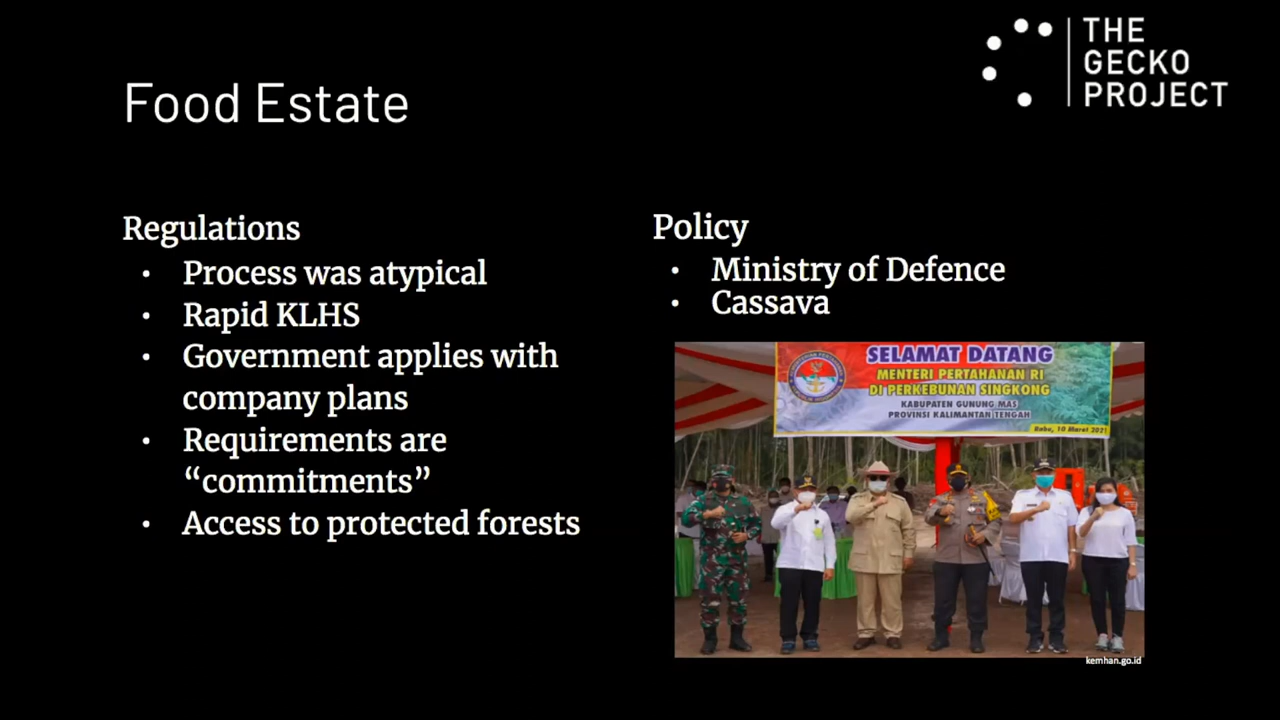 THE
GECKO
PROJECT
Food Estate
Regulations
• Process was atypical
• Rapid KLHS
• Government applies with
company plans
• Requirements are
“commitments”
• Access to protected forests
Policy
• Ministry of Defence
• Cassava
SELAMAT DATANG
MENTERI PERTAHANAN RI
DI PERKEBUNAN SINGKONG
KABUPATEN GUNUNG MAS
PROVINSI KALIMANTAN TENGAH
Rabu, 10 Maret 2021
kemhan.go.id